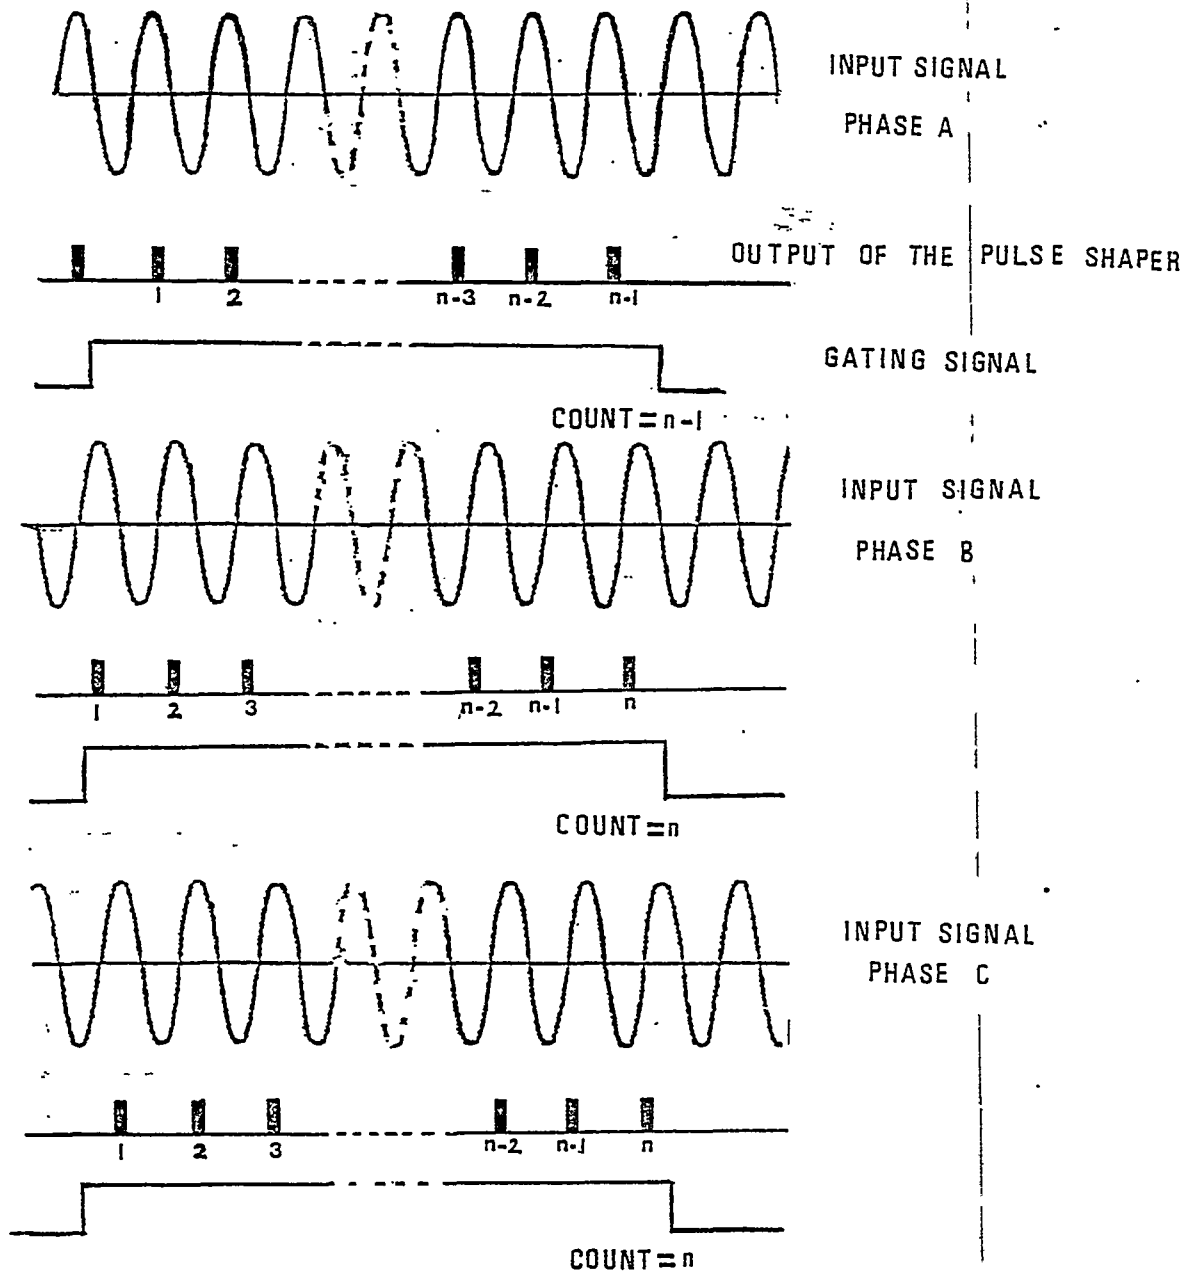 INPUT SIGNAL
PHASE A
OUTPUT OF THE PULSE SHAPER
1 2 n-3 n-2 n-1
GATING SIGNAL
COUNT=n-1
INPUT SIGNAL
PHASE B
1 2 3 n-2 n-1 n
COUNT=n
INPUT SIGNAL
PHASE C
1 2 3 n-2 n-1 n
COUNT=n